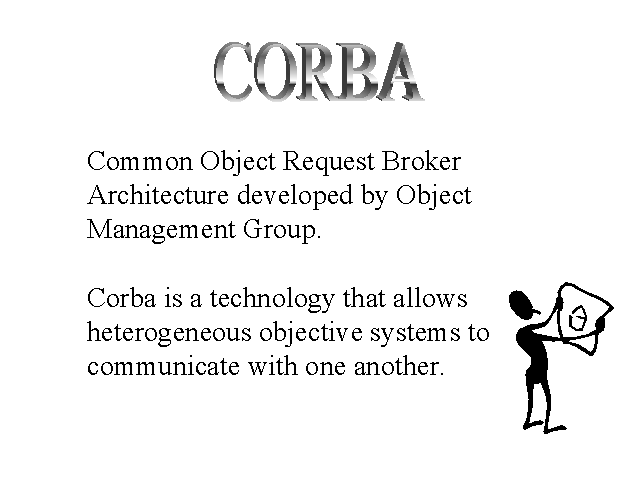 CORBA
Common Object Request Broker
Architecture developed by Object
Management Group.
Corba is a technology that allows
heterogeneous objective systems to
communicate with one another.